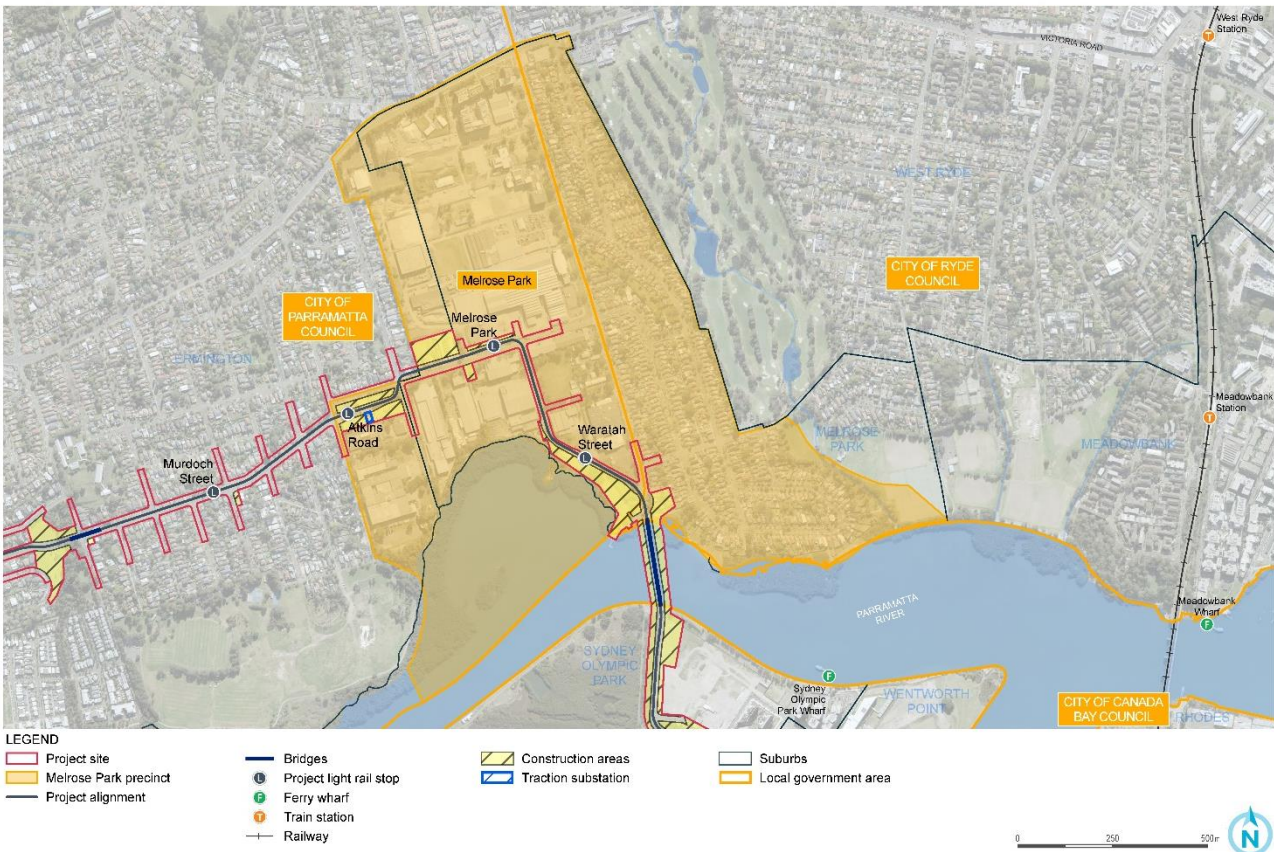 West Ryde
Station
VICTORIA ROAD
WEST RYDE
Melrose Park
CITY OF RYDE
COUNCIL
CITY OF
PARRAMATTA
COUNCIL
Melrose
Park
ERMINGTON
Atkins
Road
Waratah
Street
MELROSE
PARK
MEADOWBANK
Meadowbank
Station
Murdoch
Street
PARRAMATTA
RIVER
Meadowbank
Wharf
SYDNEY
OLYMPIC
PARK
Sydney
Olympic
Park Wharf
WENTWORTH
POINT
CITY OF CANADA
BAY COUNCIL
RHODES
LEGEND
Project site
Melrose Park precinct
Project alignment
Bridges
L Project light rail stop
F Ferry wharf
T Train station
Railway
Construction areas
Traction substation
Suburbs
Local government area
0 250 500m
N